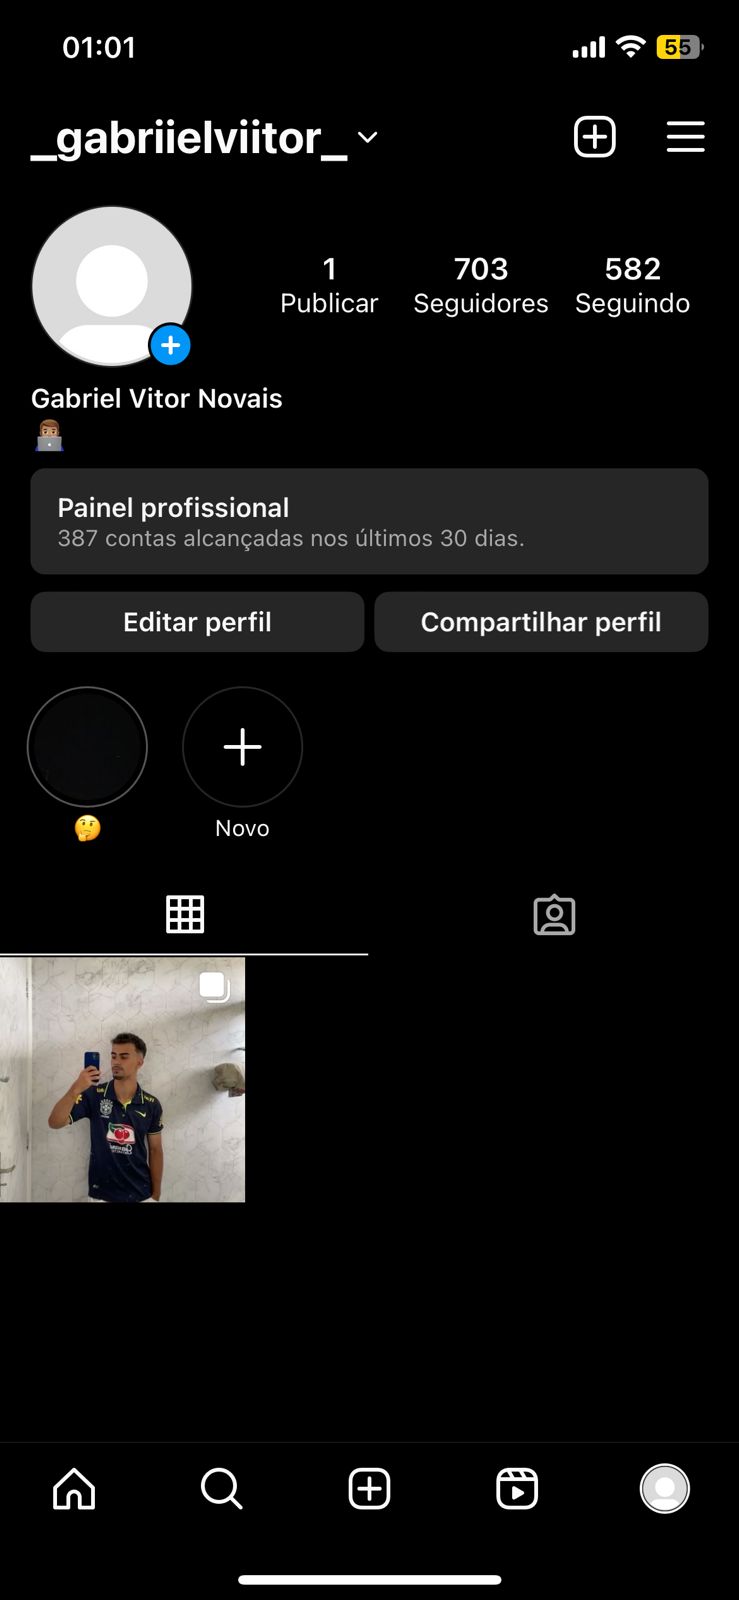 01:01
55
_gabriielviitor_
1 703 582
Publicar Seguidores Seguindo
Gabriel Vitor Novais
Painel profissional
387 contas alcançadas nos últimos 30 dias.
Editar perfil Compartilhar perfil
Novo